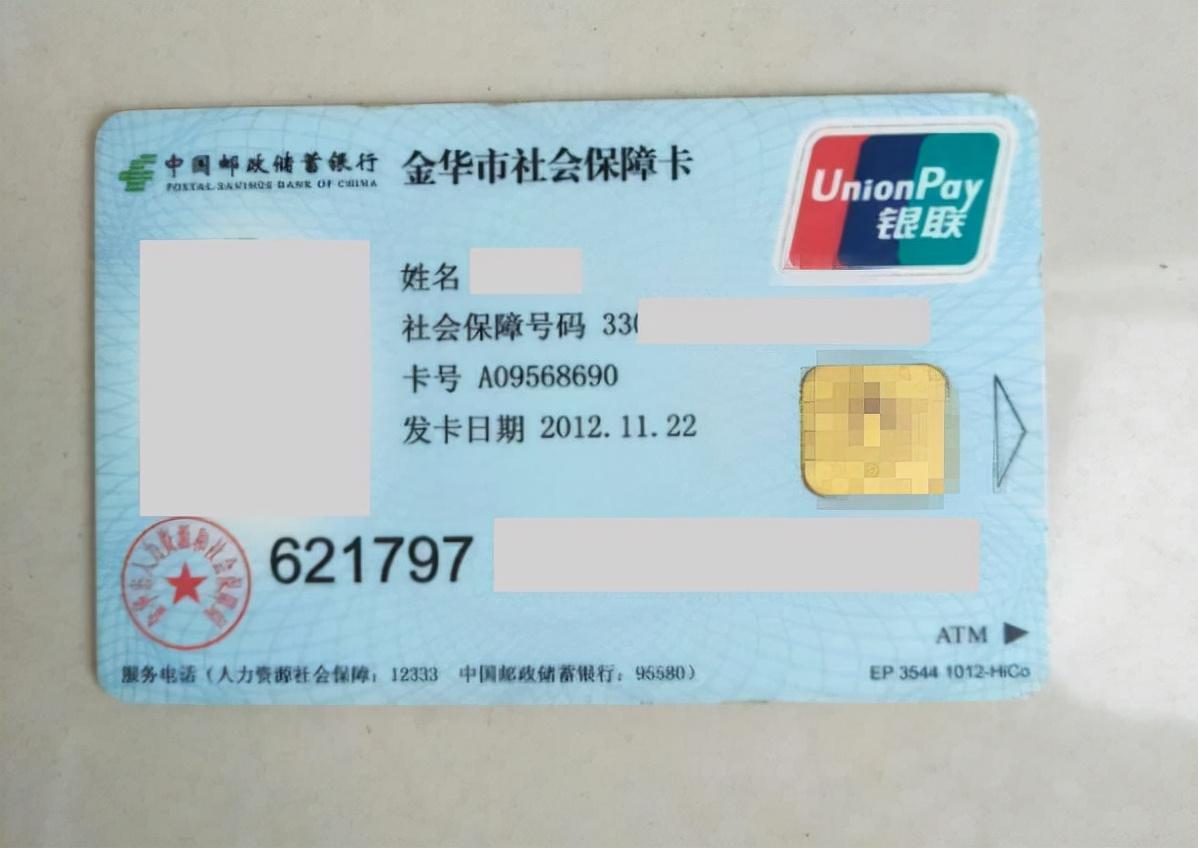 中国邮政储蓄银行 金华市社会保障卡
POSTAL SAVINGS BANK OF CHINA
UnionPay
银联
姓名
社会保障号码 330
卡号 A09568690
发卡日期 2012.11.22
621797
ATM
服务电话（人力资源社会保障：12333 中国邮政储蓄银行：95580）
EP 3544 1012-HiCo